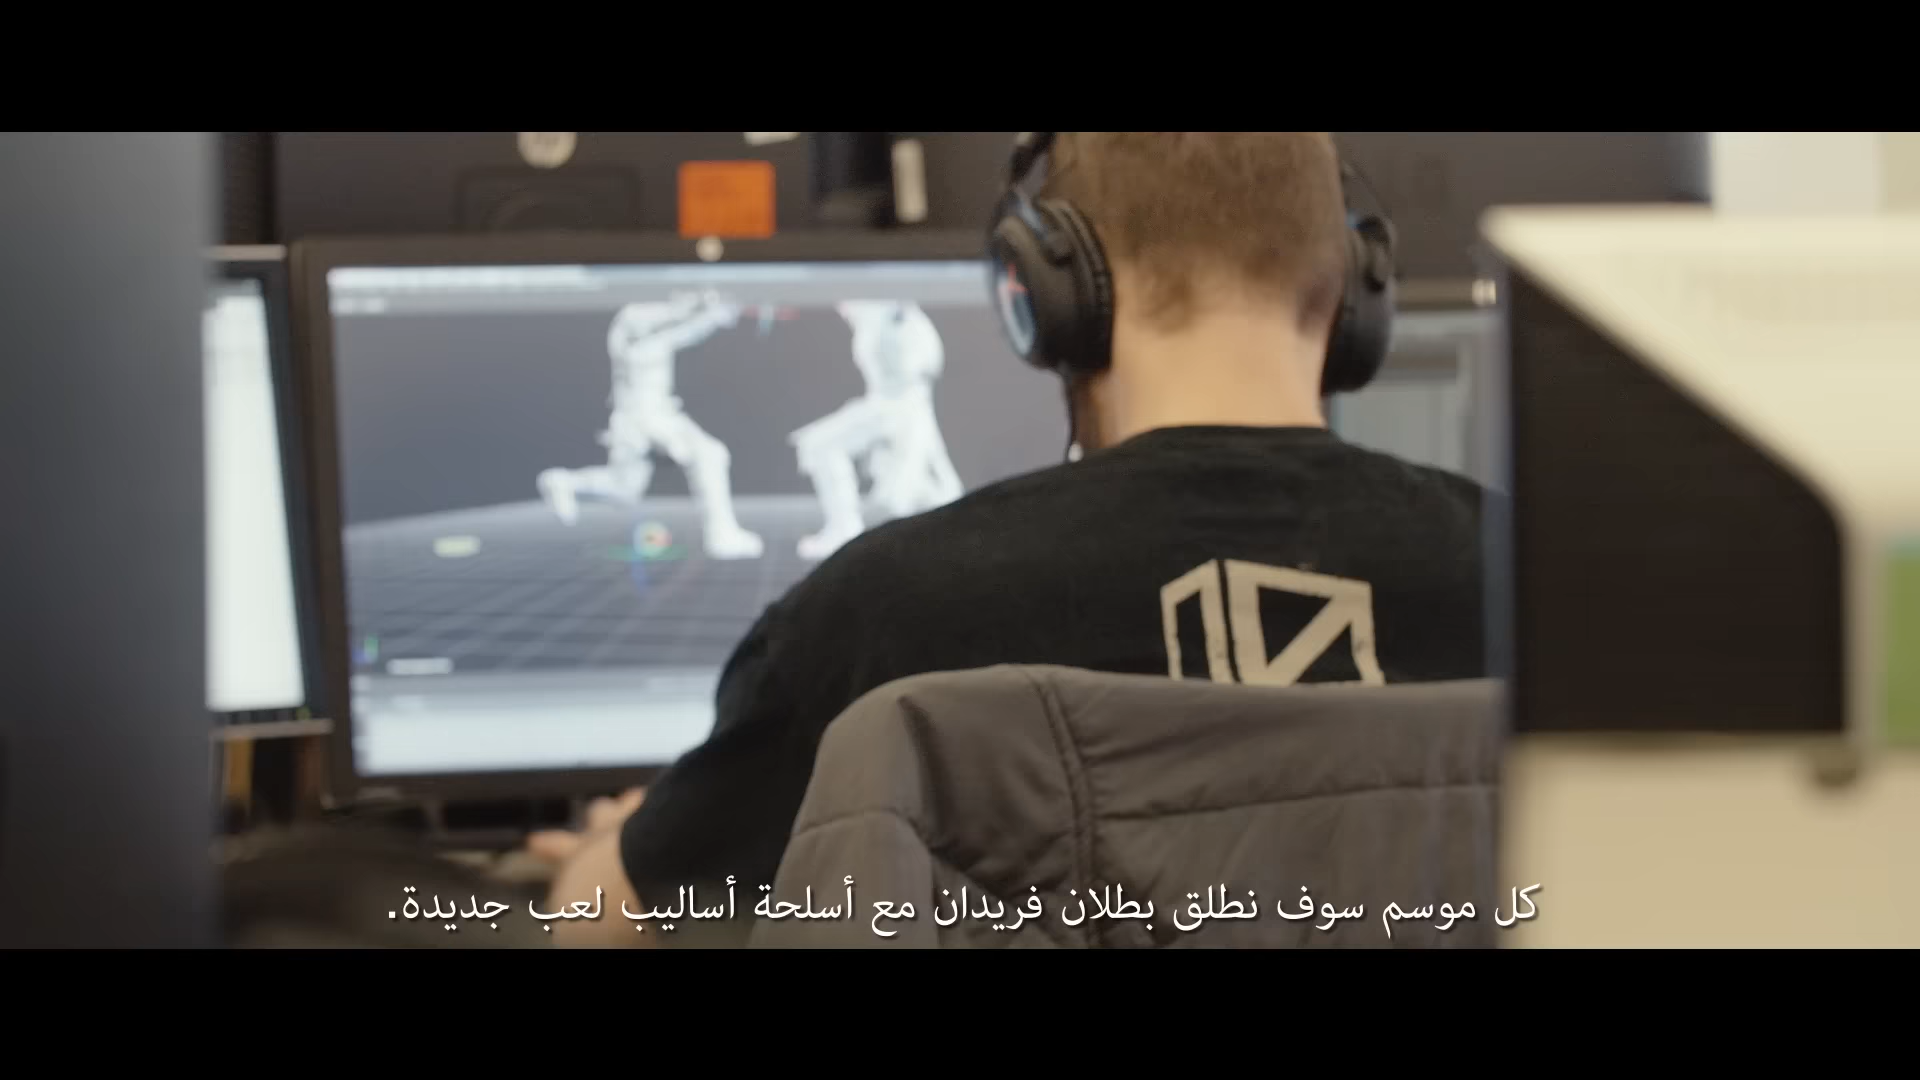 كل موسم سوف نطلق بطلان فريدان مع أسلحة أساليب لعب جديدة.